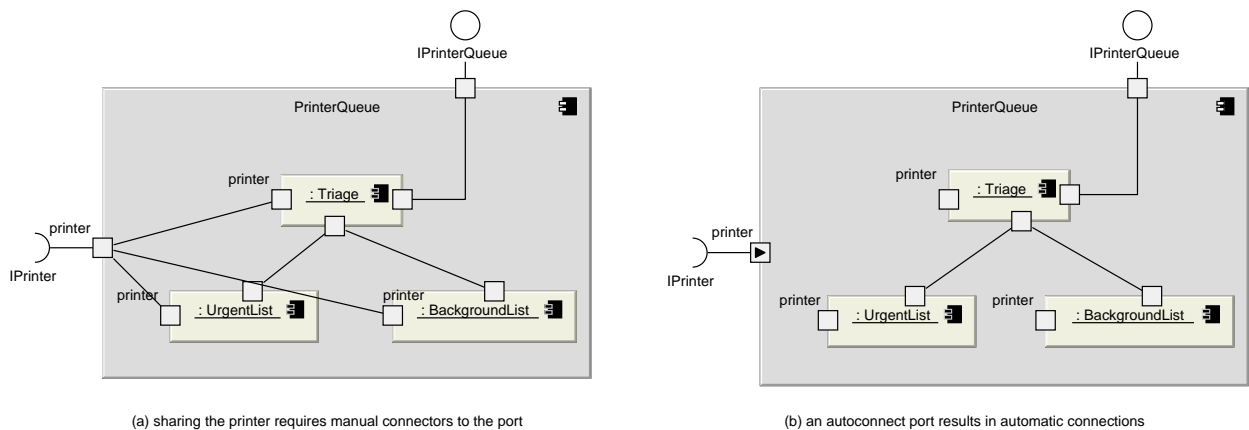 IPrinterQueue
PrinterQueue
printer
: Triage
printer
IPrinter
printer
: UrgentList
printer
: BackgroundList
(a) sharing the printer requires manual connectors to the port
IPrinterQueue
PrinterQueue
printer
: Triage
printer
IPrinter
printer
: UrgentList
printer
: BackgroundList
(b) an autoconnect port results in automatic connections